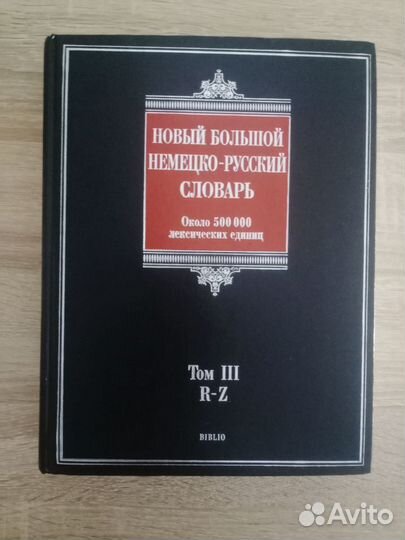 НОВЫЙ БОЛЬШОЙ
НЕМЕЦКО-РУССКИЙ
СЛОВАРЬ
Около 500 000
лексических единиц
Том III
R-Z
BIBLIO
Avito